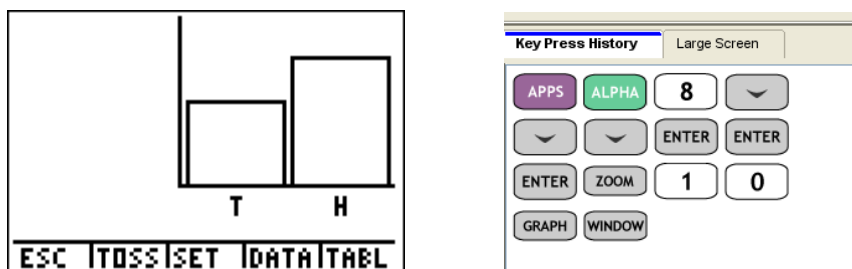 T H
ESC TOSS SET DATA TABL
Key Press History Large Screen
APPS ALPHA 8
ENTER ENTER
ENTER ZOOM 1 0
GRAPH WINDOW